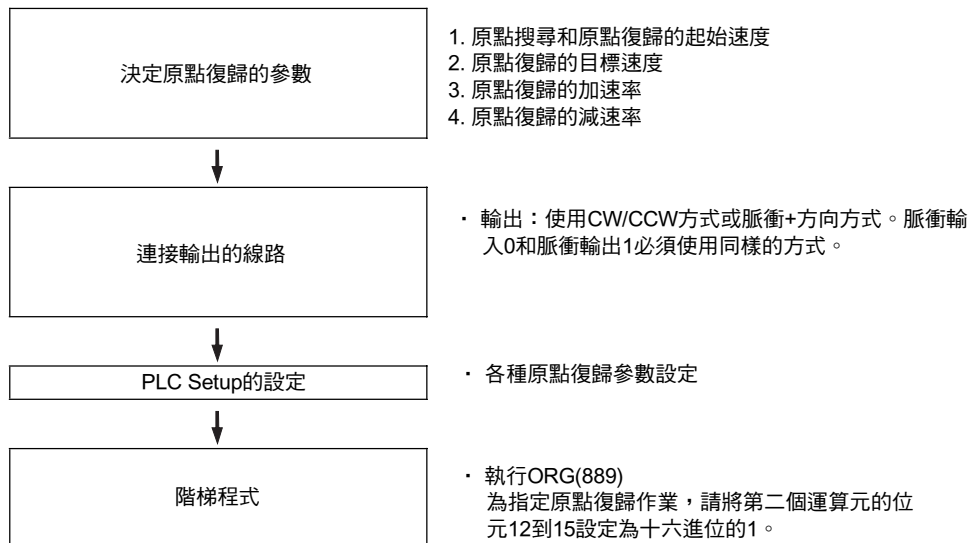 決定原點復歸的參數
1. 原點搜尋和原點復歸的起始速度
2. 原點復歸的目標速度
3. 原點復歸的加速率
4. 原點復歸的減速率
連接輸出的線路
· 輸出：使用CW/CCW方式或脈衝+方向方式。脈衝輸
入0和脈衝輸出1必須使用同樣的方式。
PLC Setup的設定
· 各種原點復歸參數設定
階梯程式
· 執行ORG(889)
為指定原點復歸作業，請將第二個運算元的位
元12到15設定為十六進位的1。